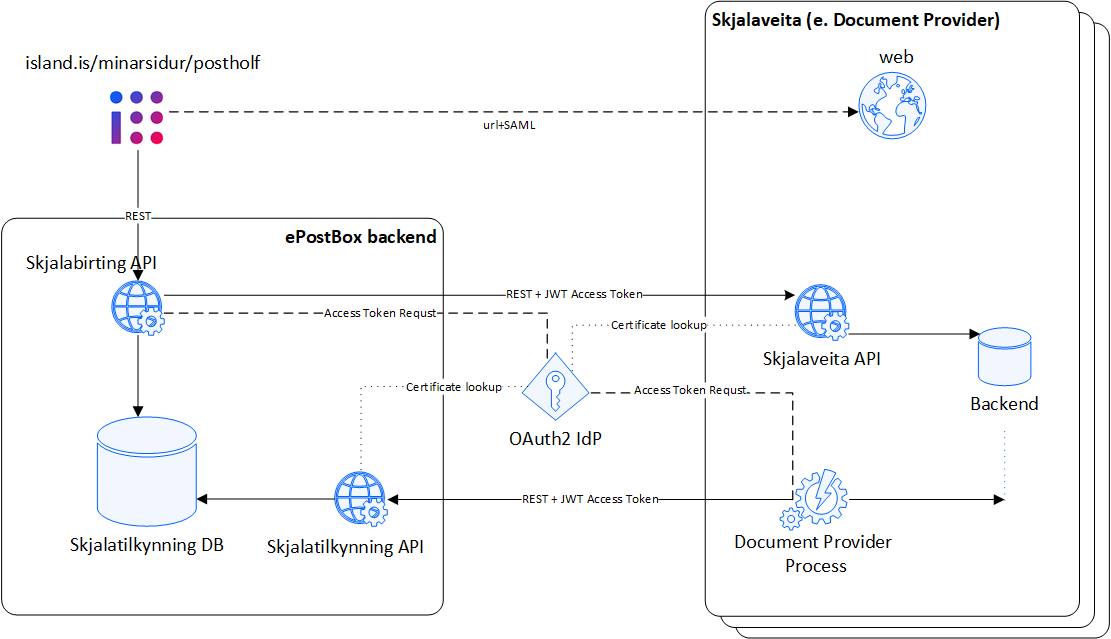 Skjalaveita (e. Document Provider)
island.is/minarsidur/postholf
web
url+SAML
REST
ePostBox backend
Skjalabirting API
REST + JWT Access Token
Access Token Requst
Certificate lookup
Skjalaveita API
Certificate lookup
Access Token Requst
Backend
OAuth2 IdP
REST + JWT Access Token
Skjalatilkynning DB
Skjalatilkynning API
Document Provider
Process